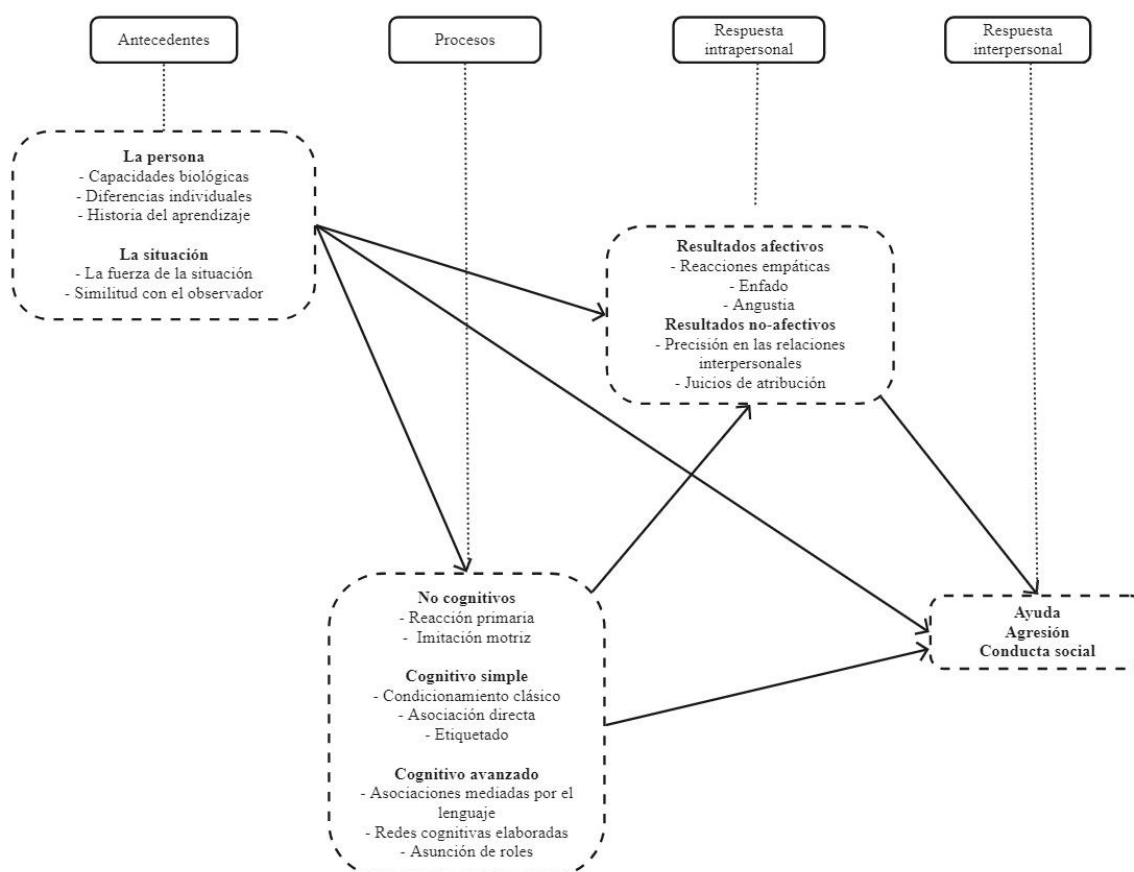 Antecedentes
Procesos
Respuesta
intrapersonal
Respuesta
interpersonal
La persona
- Capacidades biológicas
- Diferencias individuales
- Historia del aprendizaje
La situación
- La fuerza de la situación
- Similitud con el observador
Resultados afectivos
- Reacciones empáticas
- Enfado
- Angustia
Resultados no-afectivos
- Precisión en las relaciones
interpersonales
- Juicios de atribución
No cognitivos
- Reacción primaria
- Imitación motriz
Cognitivo simple
- Condicionamiento clásico
- Asociación directa
- Etiquetado
Cognitivo avanzado
- Asociaciones mediadas por el
lenguaje
- Redes cognitivas elaboradas
- Asunción de roles
Ayuda
Agresión
Conducta social